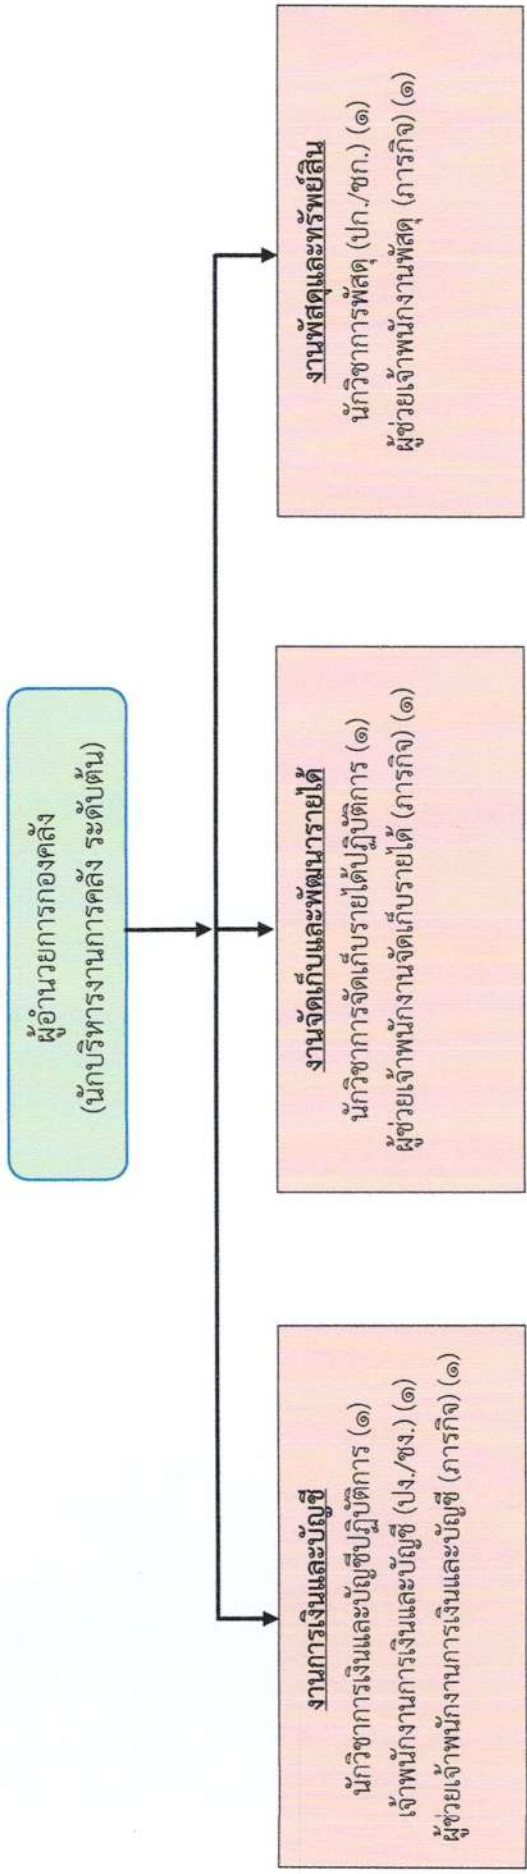 ผู้อำนวยการกองคลัง
(นักบริหารงานการคลัง ระดับต้น)
งานการเงินและบัญชี
นักวิชาการเงินและบัญชีปฏิบัติการ (๑)
เจ้าพนักงานการเงินและบัญชี (ปง./ชง.) (๑)
ผู้ช่วยเจ้าพนักงานการเงินและบัญชี (ภารกิจ) (๑)
งานจัดเก็บและพัฒนารายได้
นักวิชาการจัดเก็บรายได้ปฏิบัติการ (๑)
ผู้ช่วยเจ้าพนักงานจัดเก็บรายได้ (ภารกิจ) (๑)
งานพัสดุและทรัพย์สิน
นักวิชาการพัสดุ (ปก./ชก.) (๑)
ผู้ช่วยเจ้าพนักงานพัสดุ (ภารกิจ) (๑)